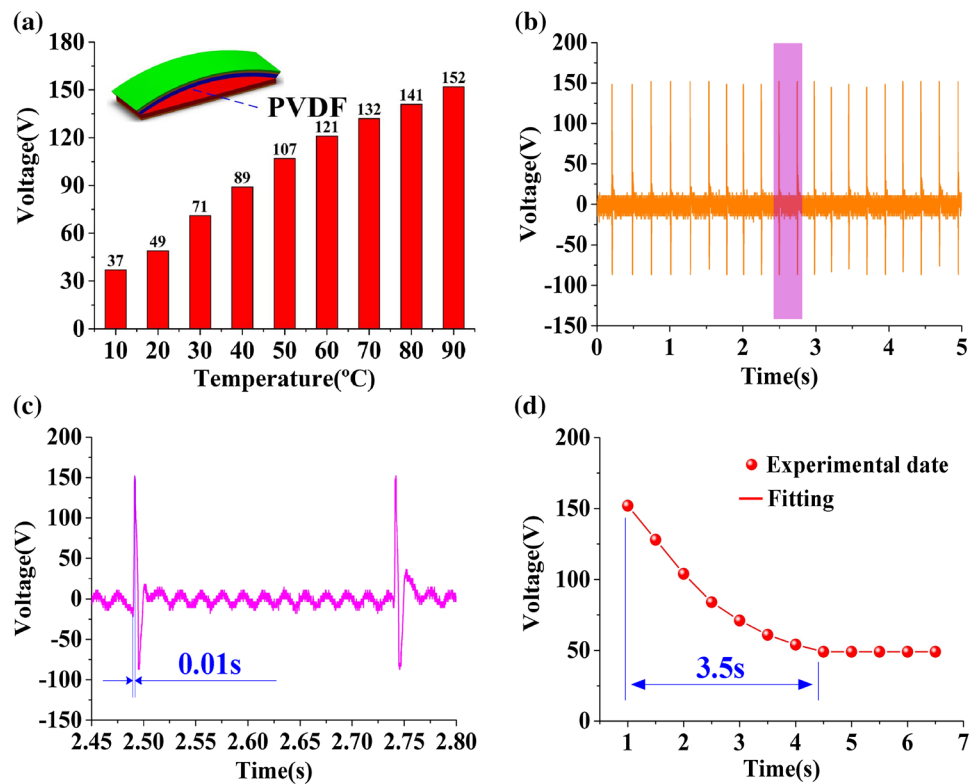 (a)
180
150
120
90
60
30
0
Voltage(V)
PVDF
37
49
71
89
107
121
132
141
152
10 20 30 40 50 60 70 80 90
Temperature(ºC)
(b)
200
150
100
50
0
-50
-100
-150
Voltage(V)
0 1 2 3 4 5
Time(s)
(c)
200
150
100
50
0
-50
-100
-150
Voltage(V)
0.01s
2.45 2.50 2.55 2.60 2.65 2.70 2.75 2.80
Time(s)
(d)
200
150
100
50
0
Voltage(V)
Experimental date
Fitting
3.5s
1 2 3 4 5 6 7
Time(s)